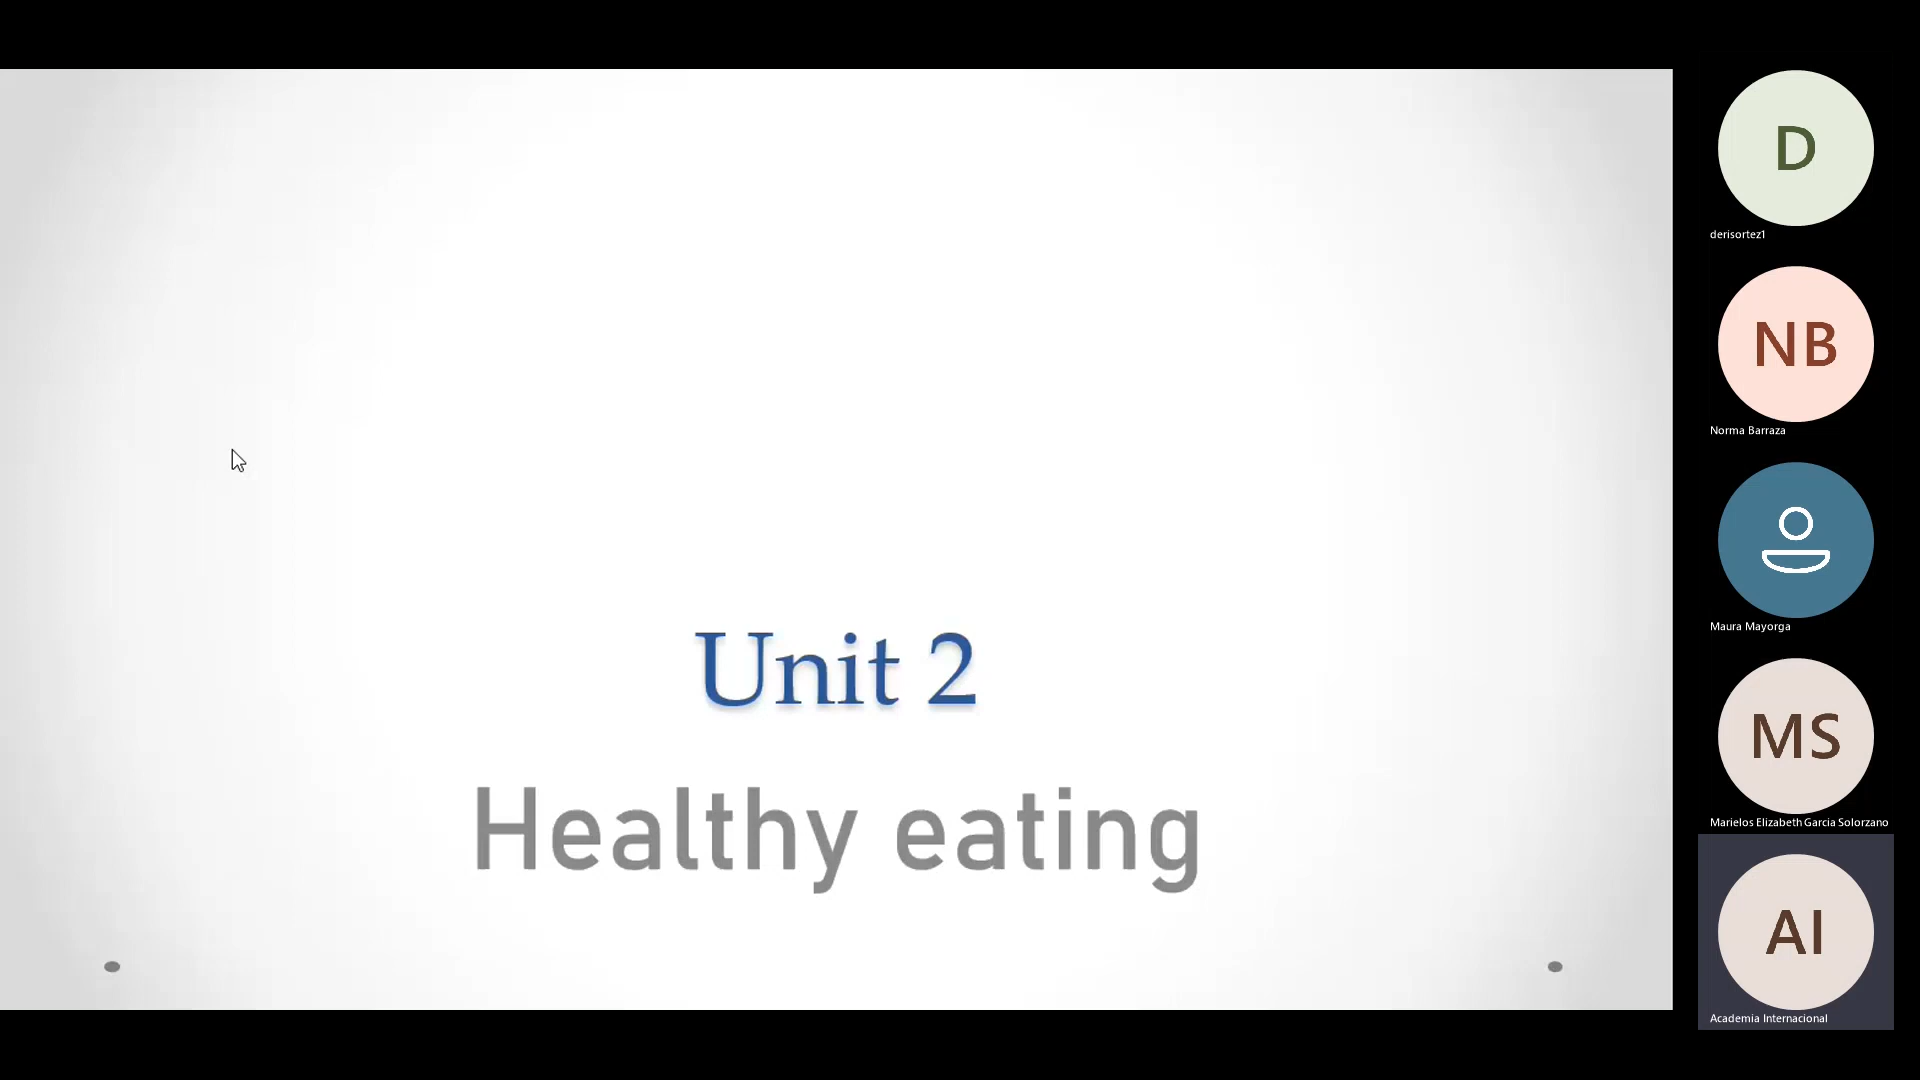 Unit 2
Healthy eating
D
derisortez1
NB
Norma Barraza
Maura Mayorga
MS
Marielos Elizabeth Garcia Solorzano
AI
Academia Internacional